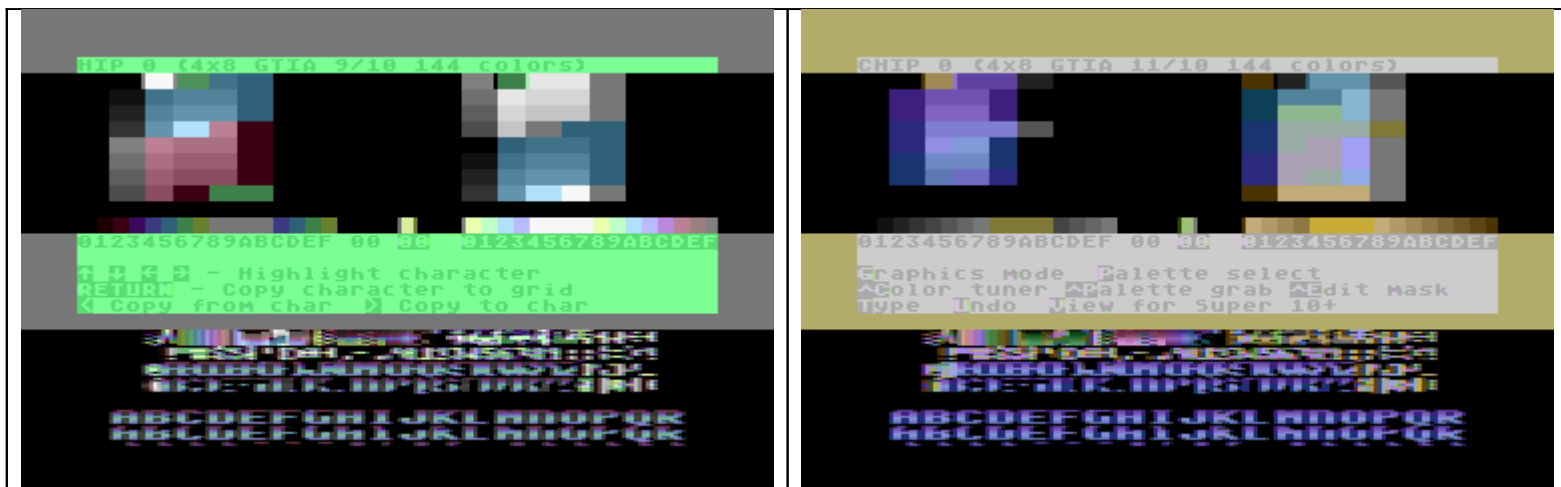 HIP 0 (4x8 GTIA 9/10 144 colors)
0123456789ABCDEF 00 00 0123456789ABCDEF
↑ ↓ ← → - Highlight character
RETURN - Copy character to grid
< Copy from char > Copy to char
ABCDEFGHIJKLMNOPQR
ABCDEFGHIJKLMNOPQR
CHIP 0 (4x8 GTIA 11/10 144 colors)
0123456789ABCDEF 00 00 0123456789ABCDEF
Graphics mode Palette select
^Color tuner ^Palette grab ^Edit mask
Type Undo View for Super 10+
ABCDEFGHIJKLMNOPQR
ABCDEFGHIJKLMNOPQR